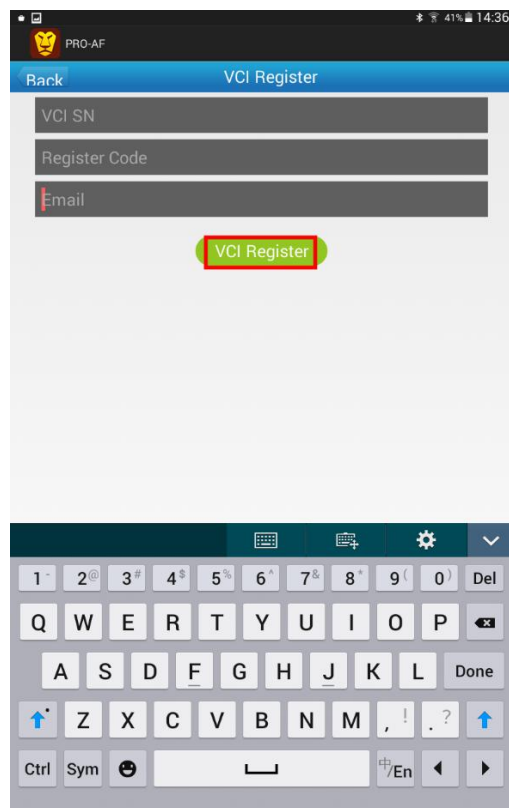 41% 14:36
PRO-AF
Back VCI Register
VCI SN
Register Code
Email
VCI Register
1 - 2 @ 3 # 4 $ 5 % 6 ^ 7 & 8 * 9 ( 0 ) Del
Q W E R T Y U I O P
A S D F G H J K L Done
Z X C V B N M , ! . ?
Ctrl Sym 中/En